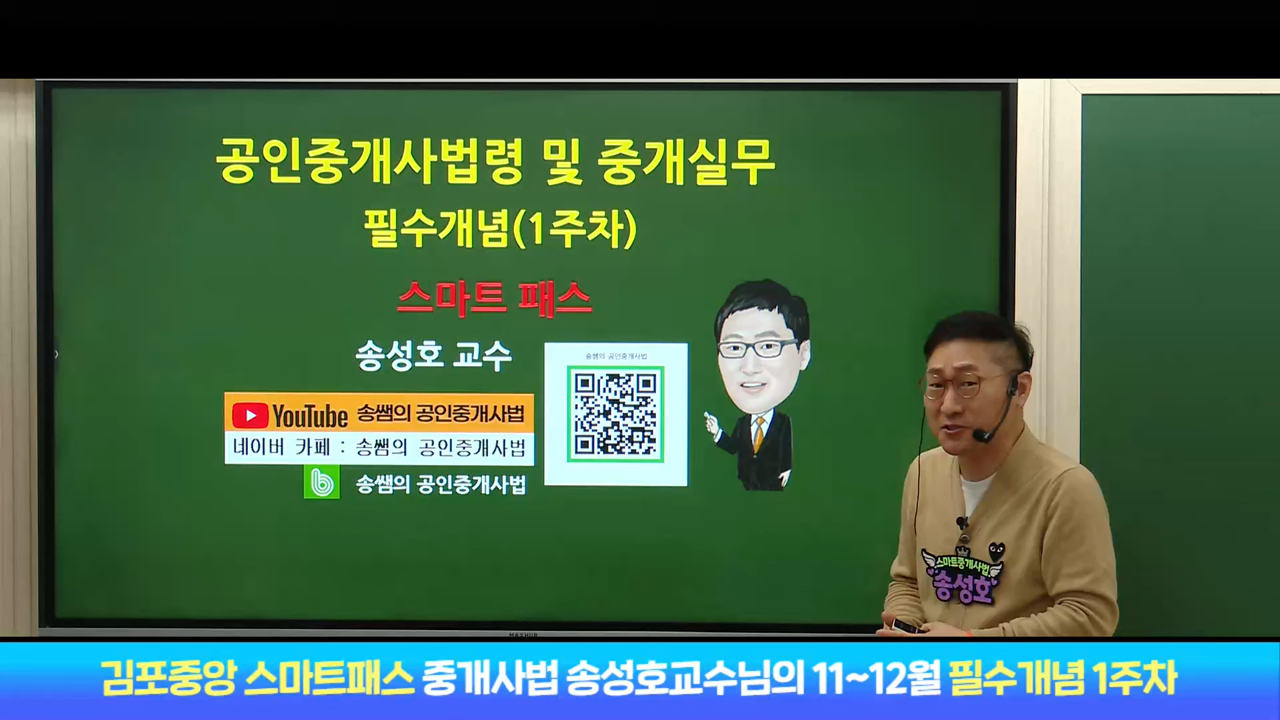 공인중개사법령 및 중개실무
필수개념(1주차)
스마트 패스
송성호 교수
송쌤의 공인중개사법
YouTube 송쌤의 공인중개사법
네이버 카페 : 송쌤의 공인중개사법
송쌤의 공인중개사법
스마트중개사법
송성호
김포중앙 스마트패스 중개사법 송성호교수님의 11~12월 필수개념 1주차